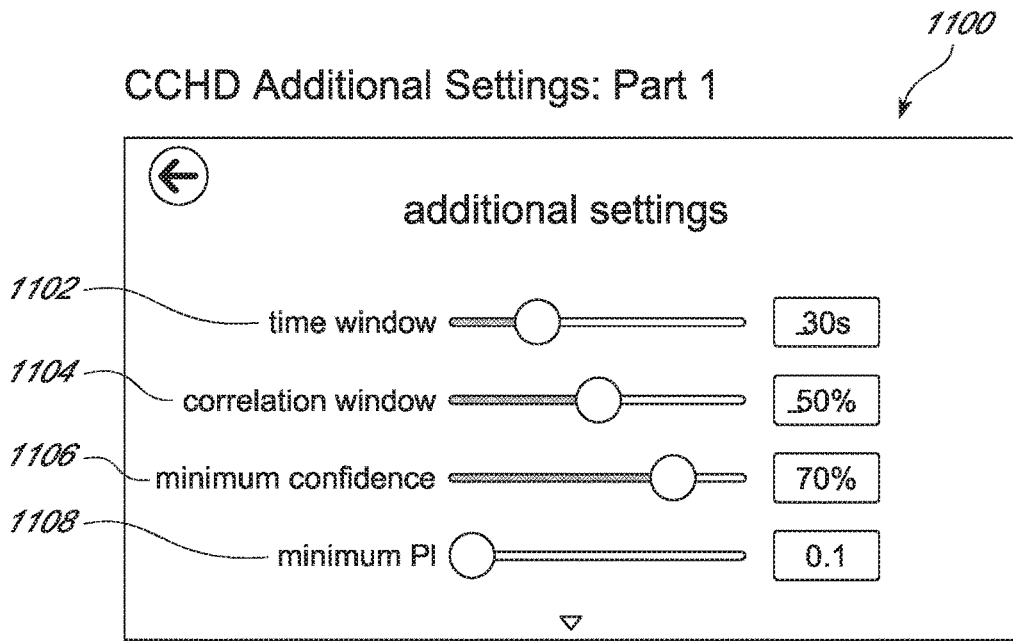 1100
CCHD Additional Settings: Part 1
additional settings
1102
time window 30s
1104
correlation window 50%
1106
minimum confidence 70%
1108
minimum PI 0.1